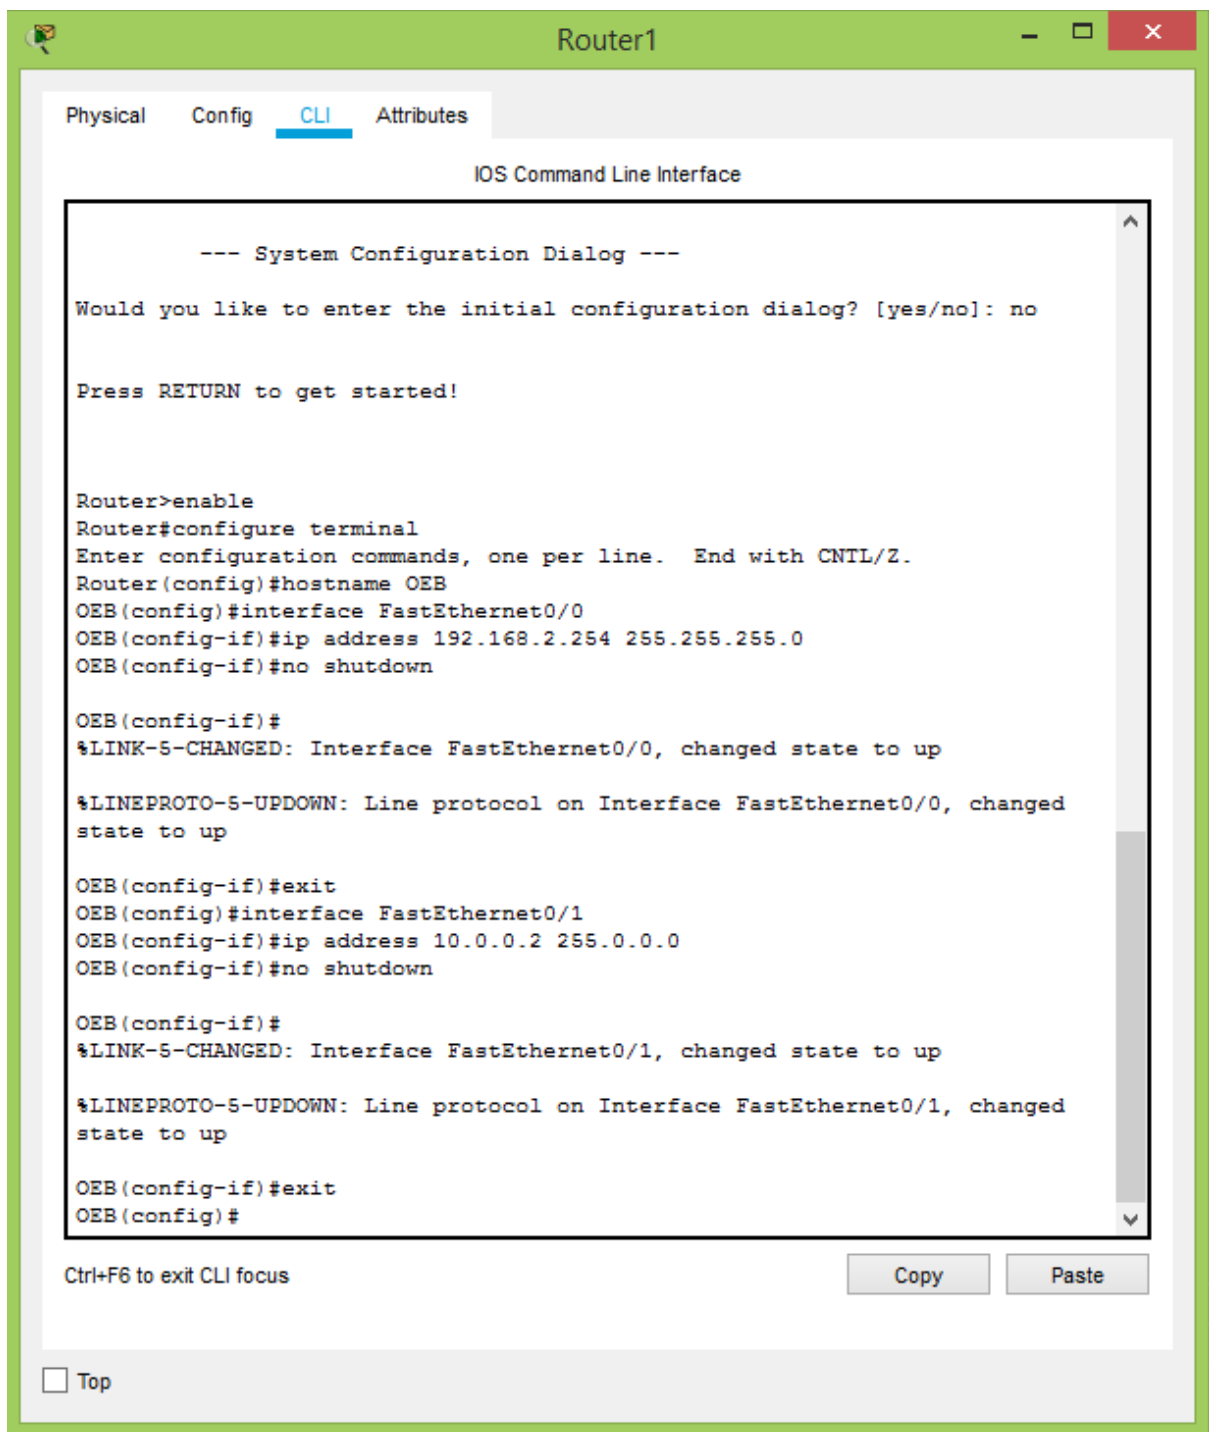 Router1
Physical Config CLI Attributes
IOS Command Line Interface
--- System Configuration Dialog ---
Would you like to enter the initial configuration dialog? [yes/no]: no
Press RETURN to get started!
Router>enable
Router#configure terminal
Enter configuration commands, one per line.  End with CNTL/Z.
Router(config)#hostname OEB
OEB(config)#interface FastEthernet0/0
OEB(config-if)#ip address 192.168.2.254 255.255.255.0
OEB(config-if)#no shutdown
OEB(config-if)#
%LINK-5-CHANGED: Interface FastEthernet0/0, changed state to up
%LINEPROTO-5-UPDOWN: Line protocol on Interface FastEthernet0/0, changed
state to up
OEB(config-if)#exit
OEB(config)#interface FastEthernet0/1
OEB(config-if)#ip address 10.0.0.2 255.0.0.0
OEB(config-if)#no shutdown
OEB(config-if)#
%LINK-5-CHANGED: Interface FastEthernet0/1, changed state to up
%LINEPROTO-5-UPDOWN: Line protocol on Interface FastEthernet0/1, changed
state to up
OEB(config-if)#exit
OEB(config)#
Ctrl+F6 to exit CLI focus
Copy Paste
Top